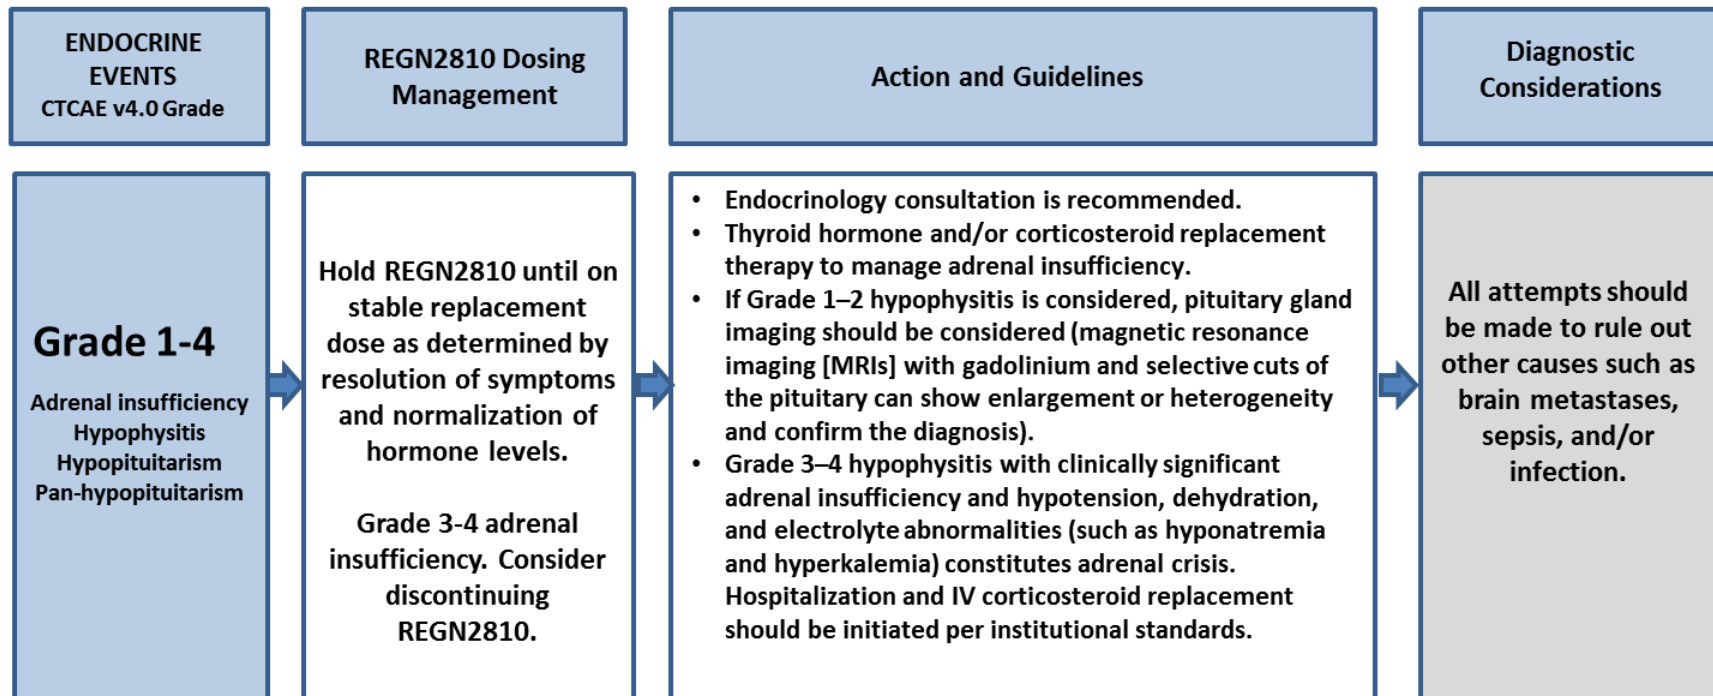 ENDOCRINE
EVENTS
CTCAE v4.0 Grade
REGN2810 Dosing
Management
Action and Guidelines
Diagnostic
Considerations
Grade 1-4
Adrenal insufficiency
Hypophysitis
Hypopituitarism
Pan-hypopituitarism
Hold REGN2810 until on
stable replacement
dose as determined by
resolution of symptoms
and normalization of
hormone levels.
Grade 3-4 adrenal
insufficiency. Consider
discontinuing
REGN2810.
• Endocrinology consultation is recommended.
• Thyroid hormone and/or corticosteroid replacement
therapy to manage adrenal insufficiency.
• If Grade 1–2 hypophysitis is considered, pituitary gland
imaging should be considered (magnetic resonance
imaging [MRIs] with gadolinium and selective cuts of
the pituitary can show enlargement or heterogeneity
and confirm the diagnosis).
• Grade 3–4 hypophysitis with clinically significant
adrenal insufficiency and hypotension, dehydration,
and electrolyte abnormalities (such as hyponatremia
and hyperkalemia) constitutes adrenal crisis.
Hospitalization and IV corticosteroid replacement
should be initiated per institutional standards.
All attempts should
be made to rule out
other causes such as
brain metastases,
sepsis, and/or
infection.